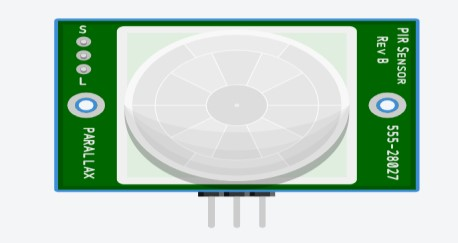 S
L
PARALLAX
PIR SENSOR
REV B
555-28027